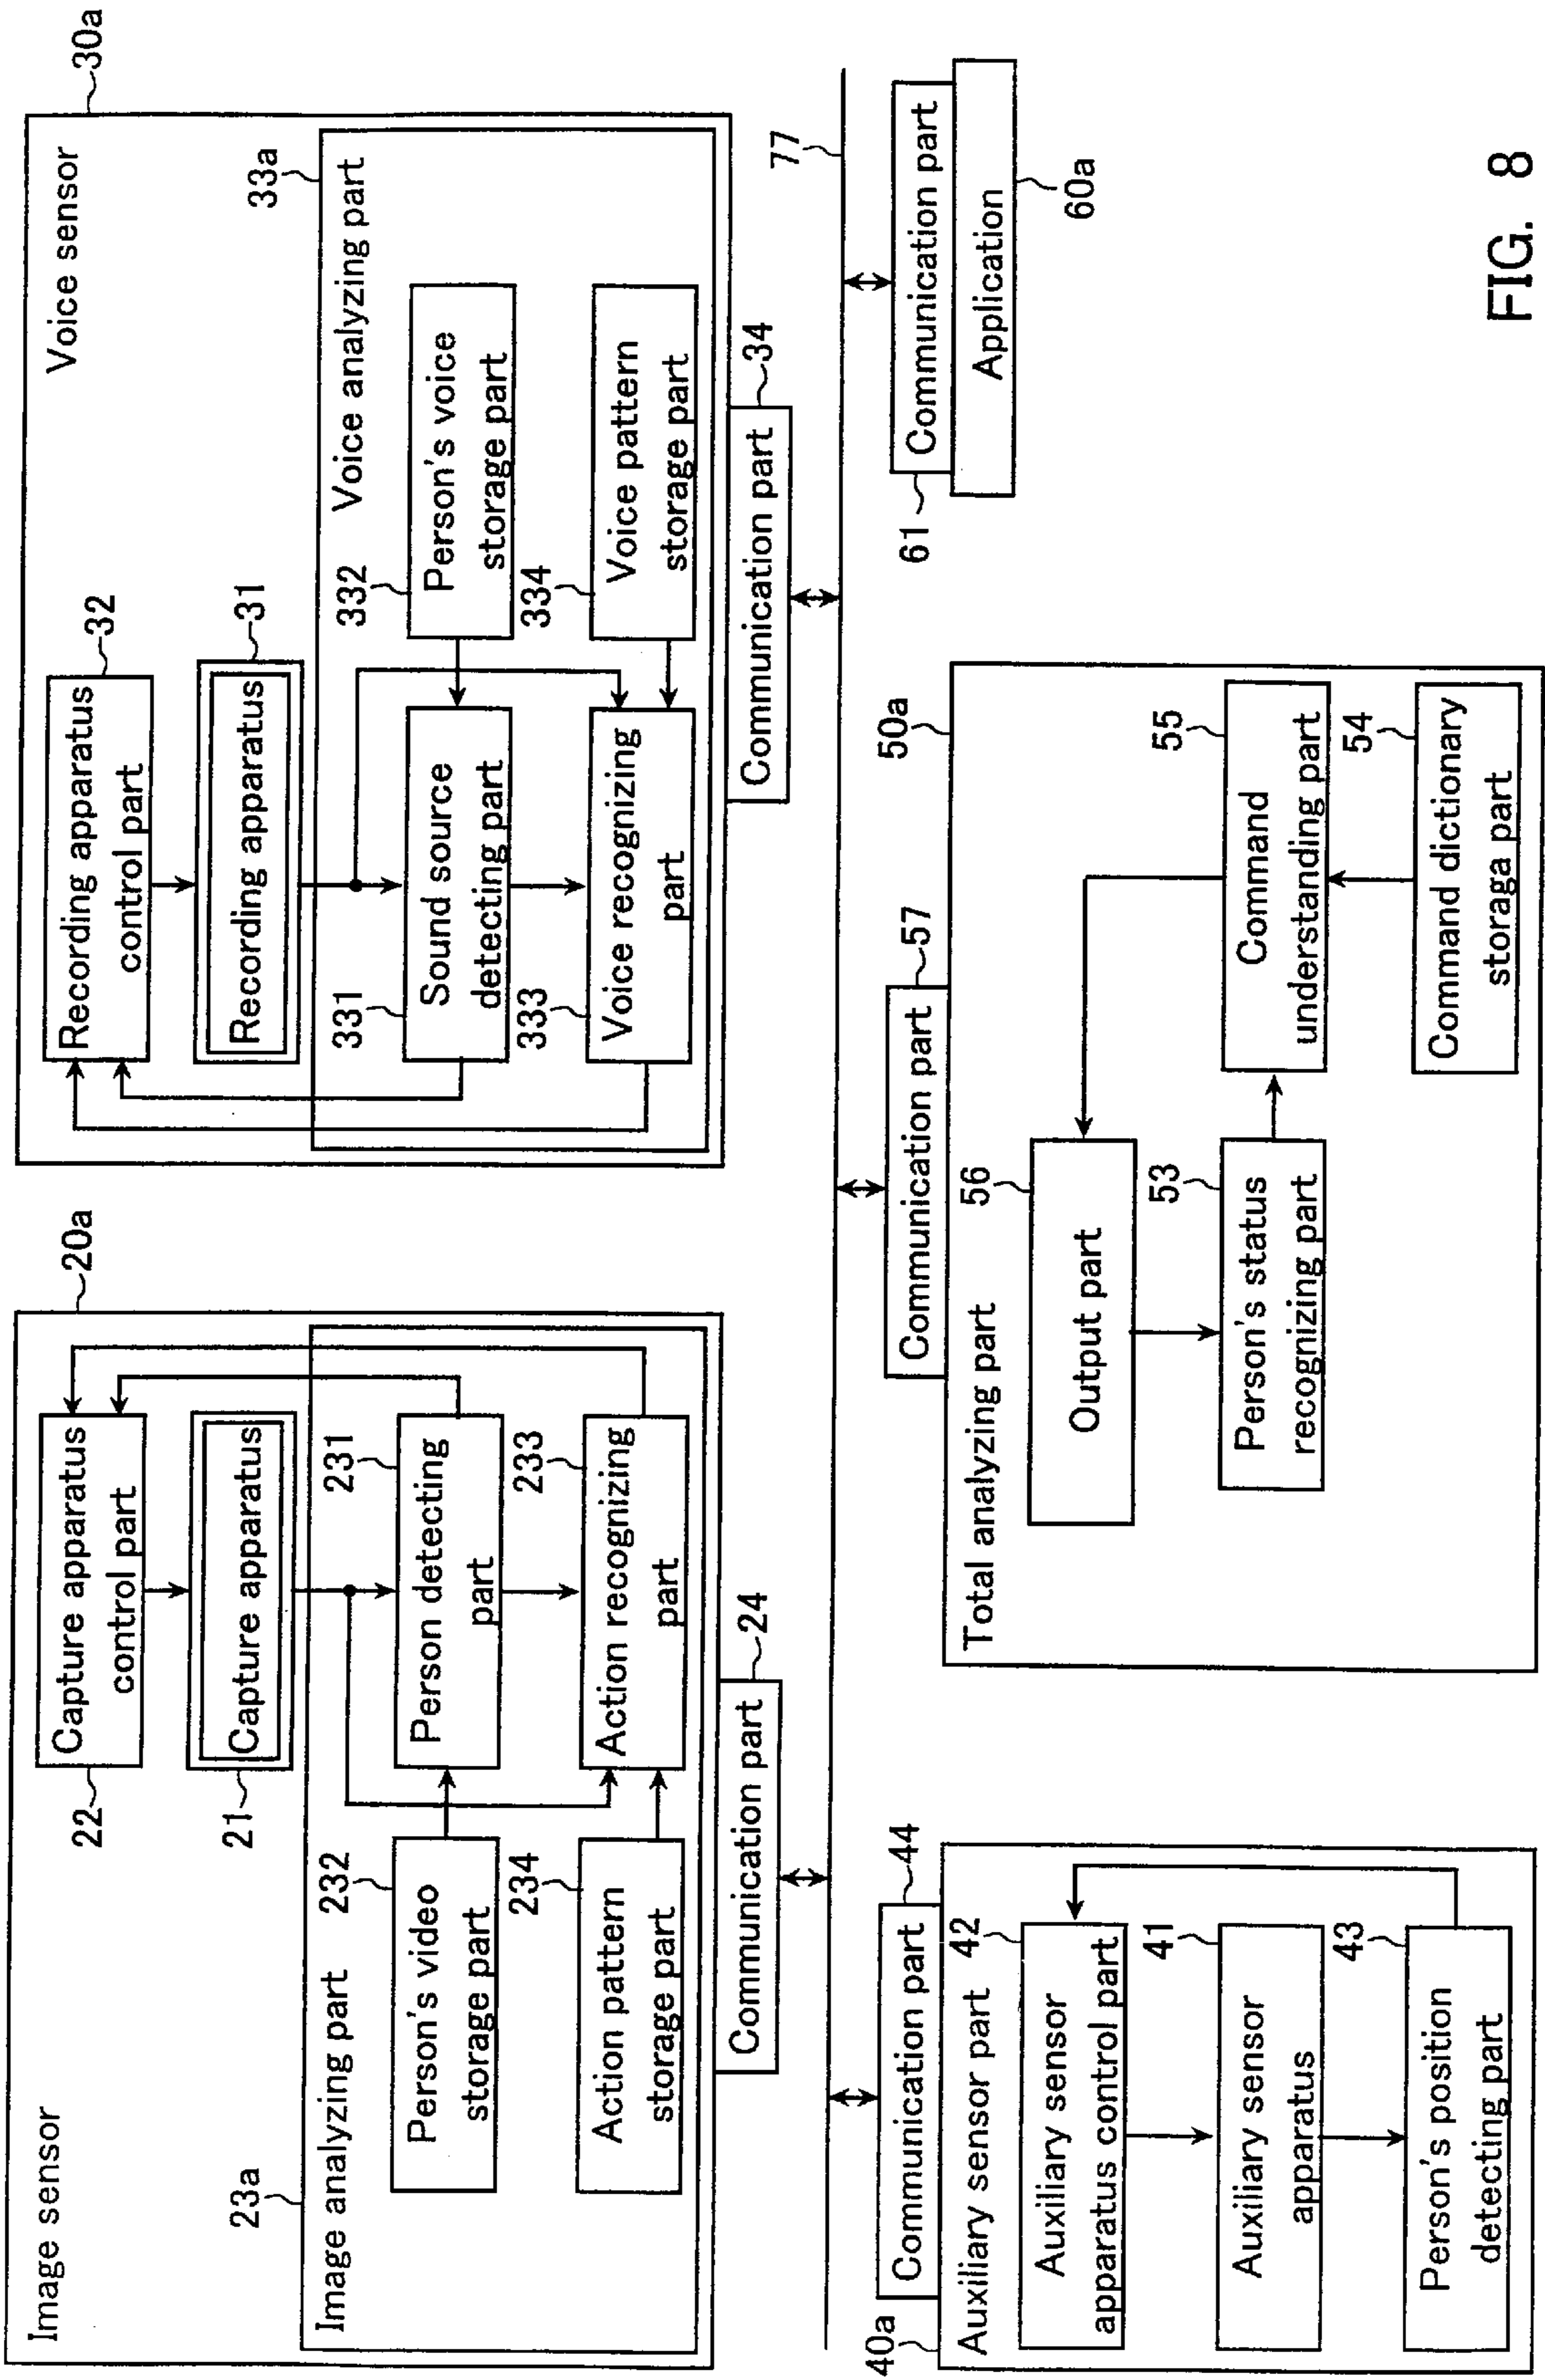 Image sensor
20a
Capture apparatus
control part
22
Capture apparatus
21
23a
Image analyzing part
232
Person's video
storage part
231
Person detecting
part
234
Action pattern
storage part
233
Action recognizing
part
Communication part
24
Voice sensor
30a
Recording apparatus
control part
32
Recording apparatus
31
33a
Voice analyzing part
331
Sound source
detecting part
332
Person's voice
storage part
333
Voice recognizing
part
334
Voice pattern
storage part
Communication part
34
77
40a
Communication part
44
Auxiliary sensor part
42
Auxiliary sensor
apparatus control part
41
Auxiliary sensor
apparatus
43
Person's position
detecting part
Communication part
57
50a
Total analyzing part
56
Output part
53
Person's status
recognizing part
55
Command
understanding part
54
Command dictionary
storaga part
61
Communication part
Application
60a
FIG. 8